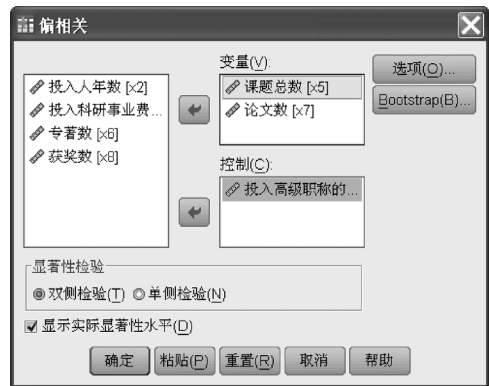 偏相关
变量(V):
选项(O)...
Bootstrap(B)...
投入人年数 [x2]
投入科研事业费...
专著数 [x6]
获奖数 [x8]
课题总数 [x5]
论文数 [x7]
控制(C):
投入高级职称的...
显著性检验
双侧检验(T) 单侧检验(N)
显示实际显著性水平(D)
确定 粘贴(P) 重置(R) 取消 帮助